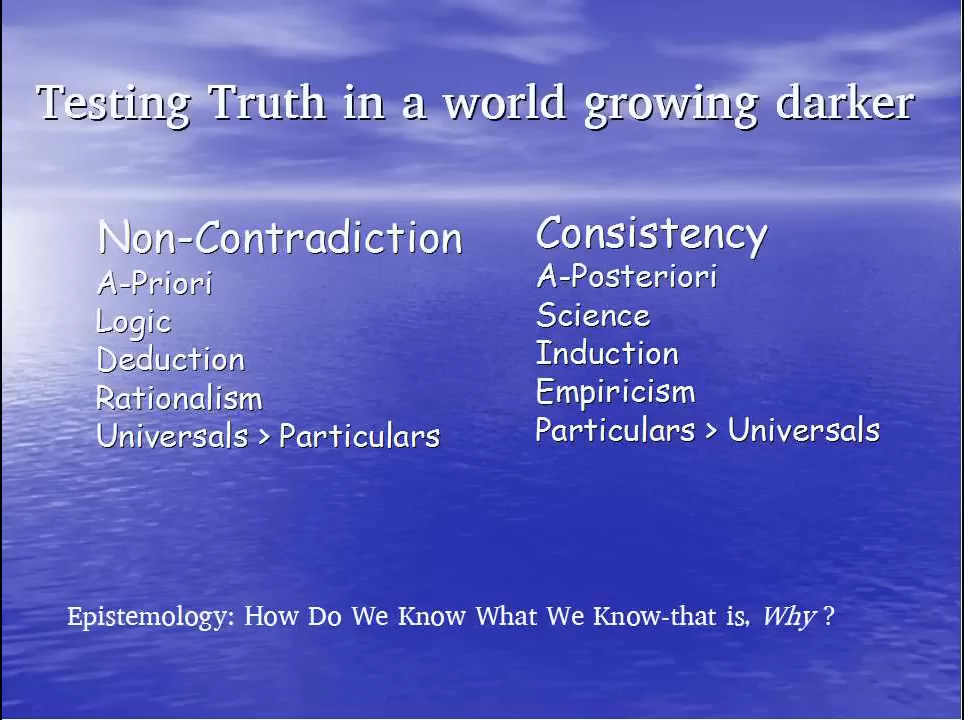 Testing Truth in a world growing darker
Non-Contradiction
A-Priori
Logic
Deduction
Rationalism
Universals > Particulars
Consistency
A-Posteriori
Science
Induction
Empiricism
Particulars > Universals
Epistemology: How Do We Know What We Know-that is, Why ?